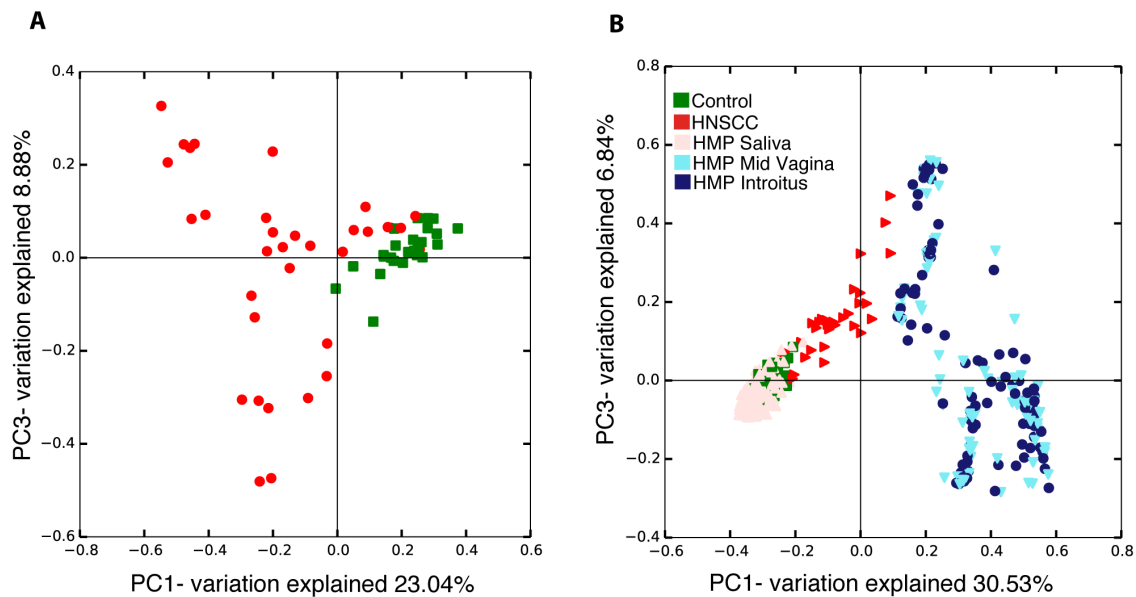 A
0.4
0.2
0.0
−0.2
−0.4
−0.6
PC3- variation explained 8.88%
−0.8
−0.6
−0.4
−0.2
0.0
0.2
0.4
0.6
PC1- variation explained 23.04%
B
0.8
0.6
0.4
0.2
0.0
−0.2
−0.4
PC3- variation explained 6.84%
Control
HNSCC
HMP Saliva
HMP Mid Vagina
HMP Introitus
−0.6
−0.4
−0.2
0.0
0.2
0.4
0.6
0.8
PC1- variation explained 30.53%